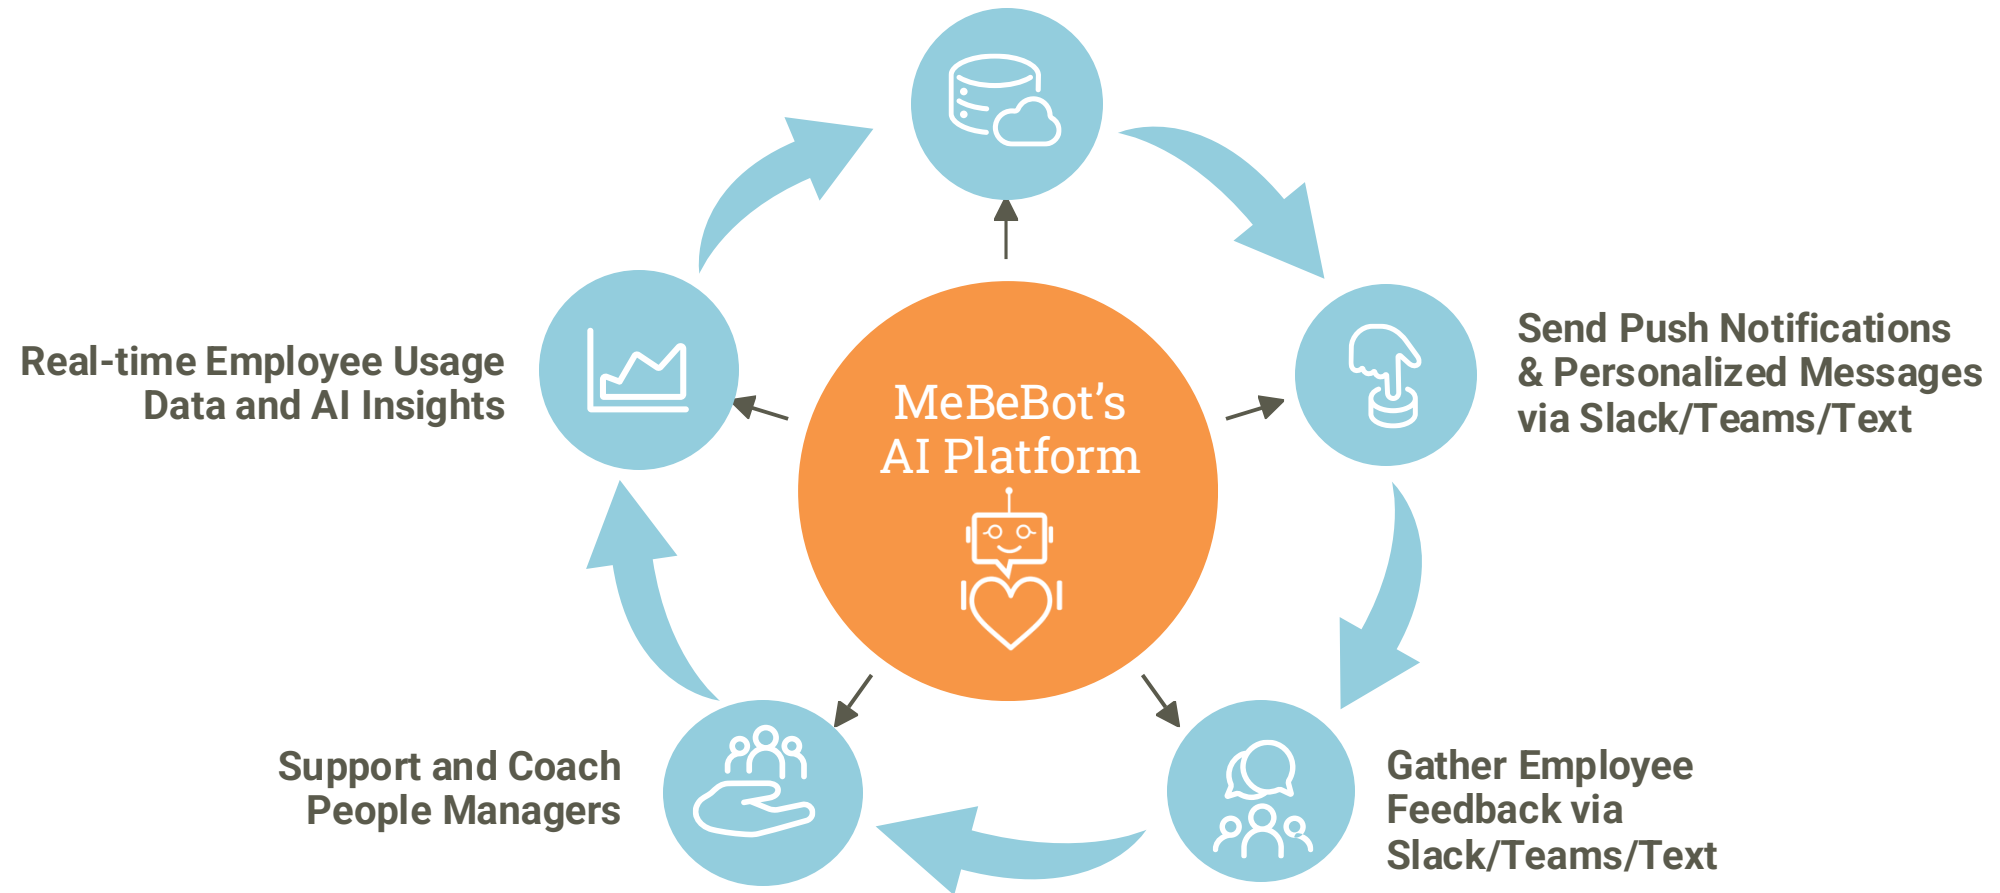 Real-time Employee Usage
Data and AI Insights
MeBeBot’s
AI Platform
Send Push Notifications
& Personalized Messages
via Slack/Teams/Text
Support and Coach
People Managers
Gather Employee
Feedback via
Slack/Teams/Text